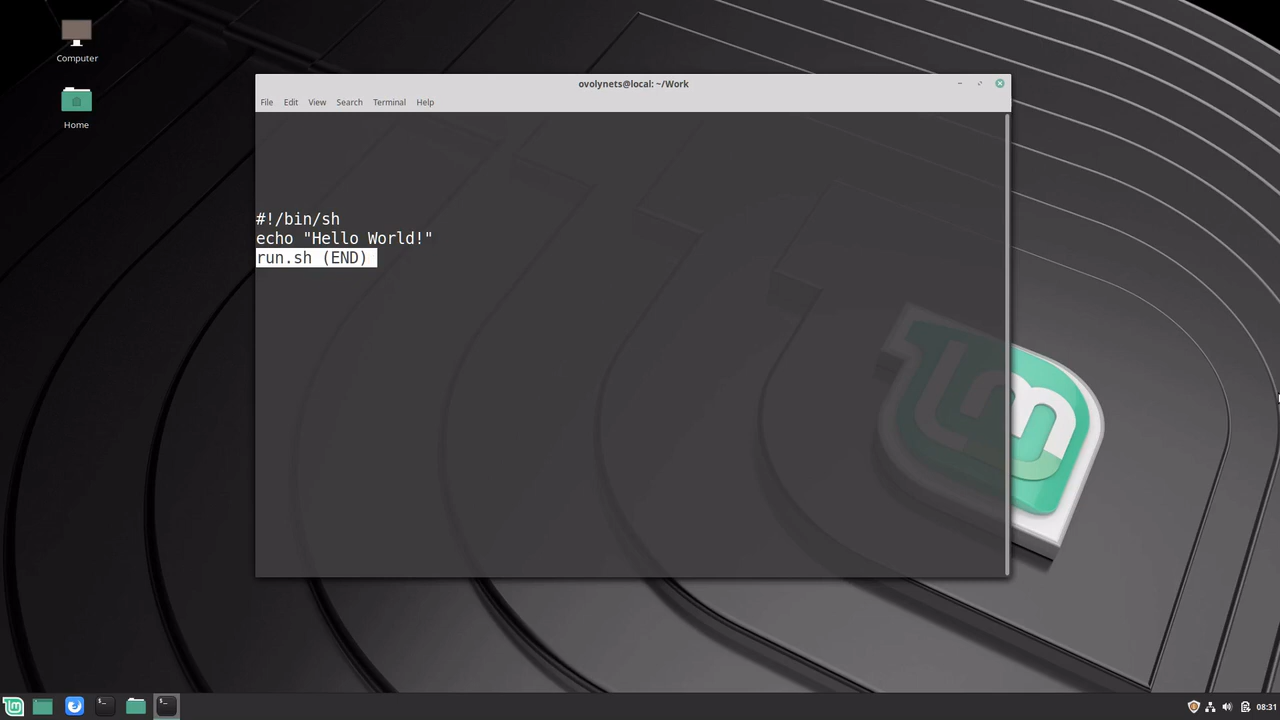 Computer
Home
ovolynets@local: ~/Work
File Edit View Search Terminal Help
#!/bin/sh
echo "Hello World!"
run.sh (END)
08:31